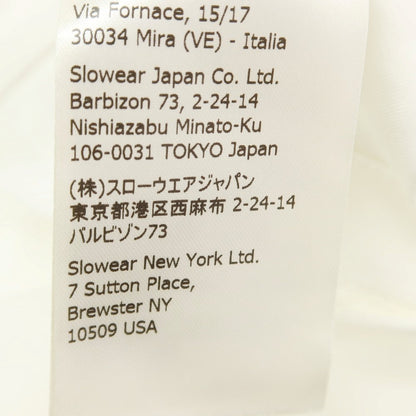 Via Fornace, 15/17
30034 Mira (VE) - Italia
Slowear Japan Co. Ltd.
Barbizon 73, 2-24-14
Nishiazabu Minato-Ku
106-0031 TOKYO Japan
(株)スローウエアジャパン
東京都港区西麻布 2-24-14
バルビゾン73
Slowear New York Ltd.
7 Sutton Place,
Brewster NY
10509 USA